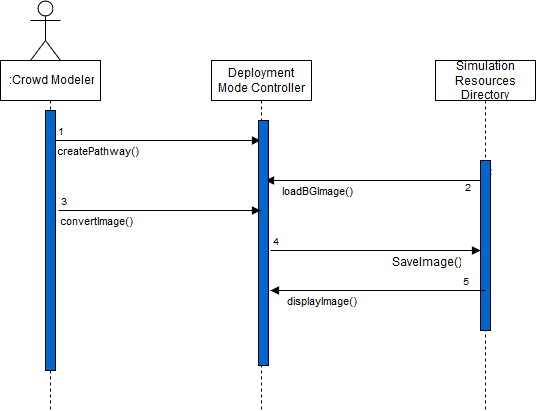 :Crowd Modeler
Deployment
Mode Controller
Simulation
Resources
Directory
1
createPathway()
2
loadBGImage()
3
convertImage()
4
SaveImage()
5
displayImage()